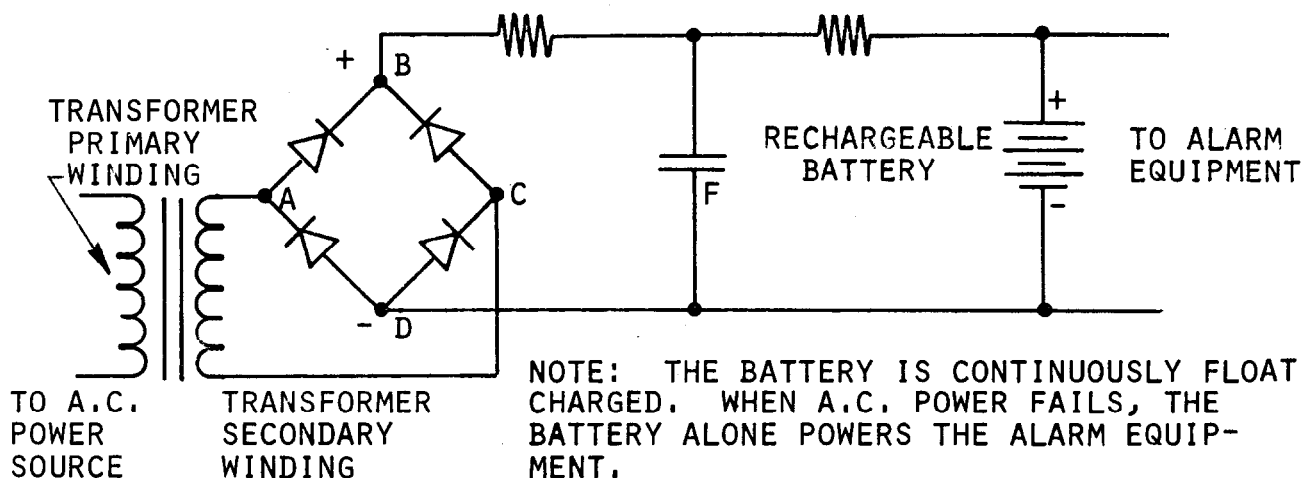 +
B
TRANSFORMER
PRIMARY
WINDING
A
C
F
RECHARGEABLE
BATTERY
+
-
TO ALARM
EQUIPMENT
-
D
TO A.C.
POWER
SOURCE
TRANSFORMER
SECONDARY
WINDING
NOTE: THE BATTERY IS CONTINUOUSLY FLOAT
CHARGED. WHEN A.C. POWER FAILS, THE
BATTERY ALONE POWERS THE ALARM EQUIP-
MENT.